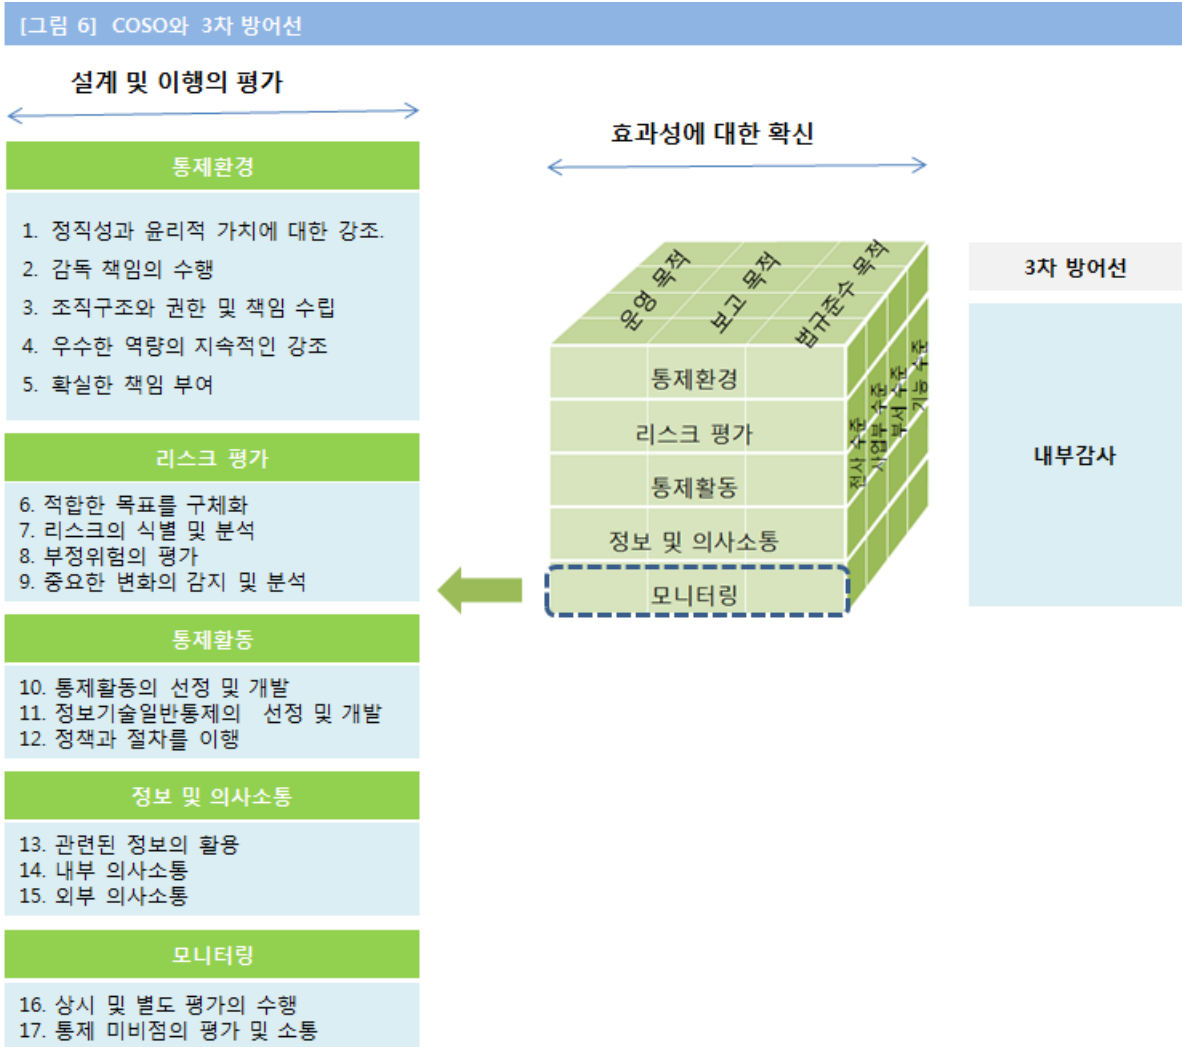 [그림 6] COSO와 3차 방어선
설계 및 이행의 평가
통제환경
1. 정직성과 윤리적 가치에 대한 강조.
2. 감독 책임의 수행
3. 조직구조와 권한 및 책임 수립
4. 우수한 역량의 지속적인 강조
5. 확실한 책임 부여
리스크 평가
6. 적합한 목표를 구체화
7. 리스크의 식별 및 분석
8. 부정위험의 평가
9. 중요한 변화의 감지 및 분석
통제활동
10. 통제활동의 선정 및 개발
11. 정보기술일반통제의 선정 및 개발
12. 정책과 절차를 이행
정보 및 의사소통
13. 관련된 정보의 활용
14. 내부 의사소통
15. 외부 의사소통
모니터링
16. 상시 및 별도 평가의 수행
17. 통제 미비점의 평가 및 소통
효과성에 대한 확신
운영 목적
보고 목적
법규준수 목적
통제환경
리스크 평가
통제활동
정보 및 의사소통
모니터링
전사 수준
사업부 수준
부서 수준
기능 수준
3차 방어선
내부감사